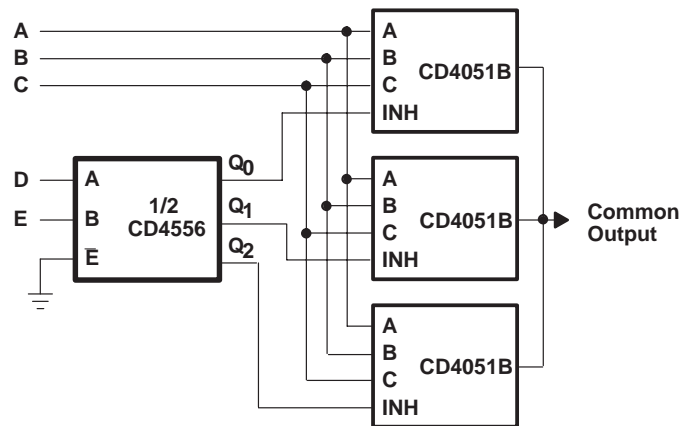 A
B
C
A
B
C
INH
CD4051B
D
E
A
B
E̅
1/2
CD4556
Q0
Q1
Q2
A
B
C
INH
CD4051B
Common
Output
A
B
C
INH
CD4051B